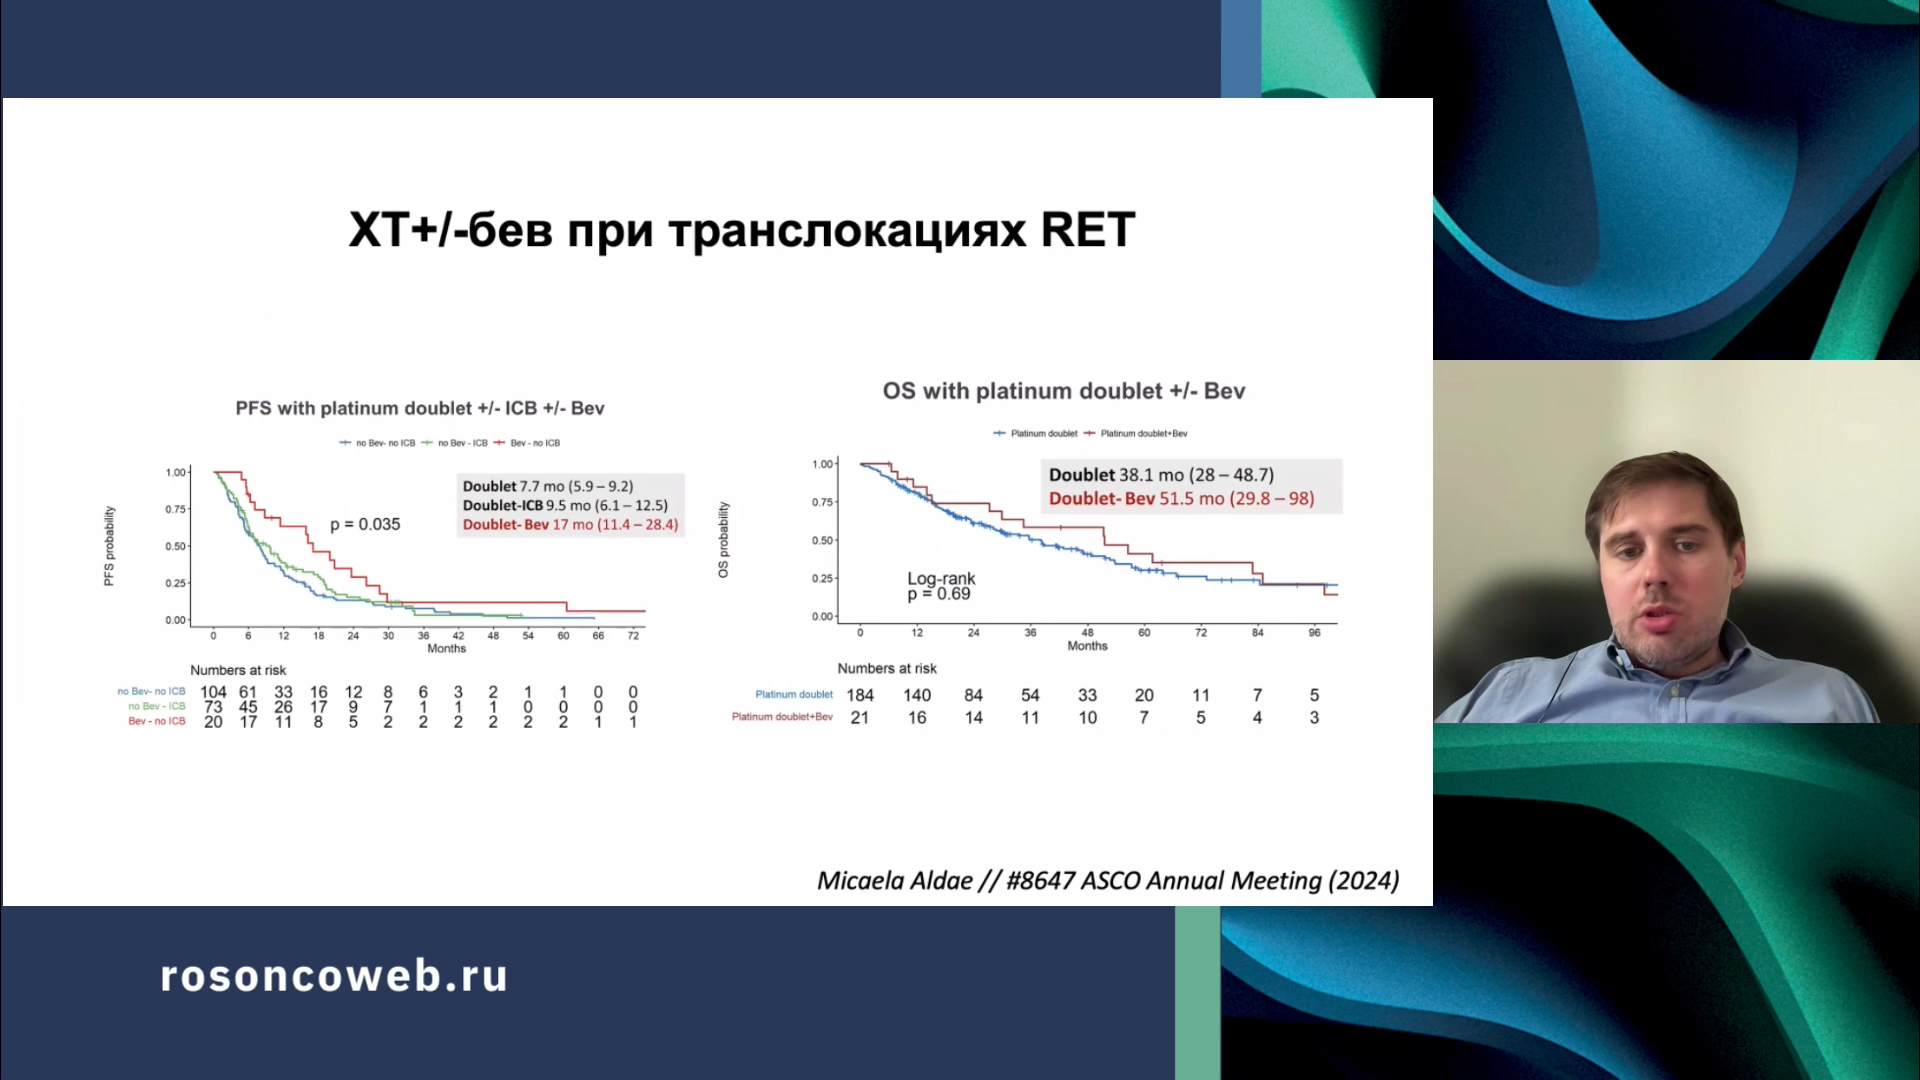 ХТ+/-бев при транслокациях RET
PFS with platinum doublet +/- ICB +/- Bev
no Bev- no ICB no Bev - ICB Bev - no ICB
PFS probability
1.00
0.75
0.50
0.25
0.00
p = 0.035
Doublet 7.7 mo (5.9 – 9.2)
Doublet-ICB 9.5 mo (6.1 – 12.5)
Doublet- Bev 17 mo (11.4 – 28.4)
0 6 12 18 24 30 36 42 48 54 60 66 72
Months
Numbers at risk
no Bev- no ICB 104 61 33 16 12 8 6 3 2 1 1 0 0
no Bev - ICB 73 45 26 17 9 7 1 1 1 0 0 0 0
Bev - no ICB 20 17 11 8 5 2 2 2 2 2 2 1 1
OS with platinum doublet +/- Bev
Platinum doublet Platinum doublet+Bev
OS probability
1.00
0.75
0.50
0.25
0.00
Doublet 38.1 mo (28 – 48.7)
Doublet- Bev 51.5 mo (29.8 – 98)
Log-rank
p = 0.69
0 12 24 36 48 60 72 84 96
Months
Numbers at risk
Platinum doublet 184 140 84 54 33 20 11 7 5
Platinum doublet+Bev 21 16 14 11 10 7 5 4 3
Micaela Aldae // #8647 ASCO Annual Meeting (2024)
rosoncoweb.ru